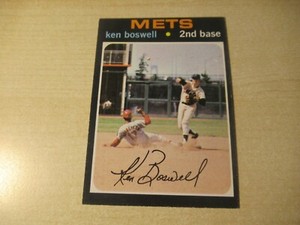 METS
ken boswell • 2nd base
Ken Boswell